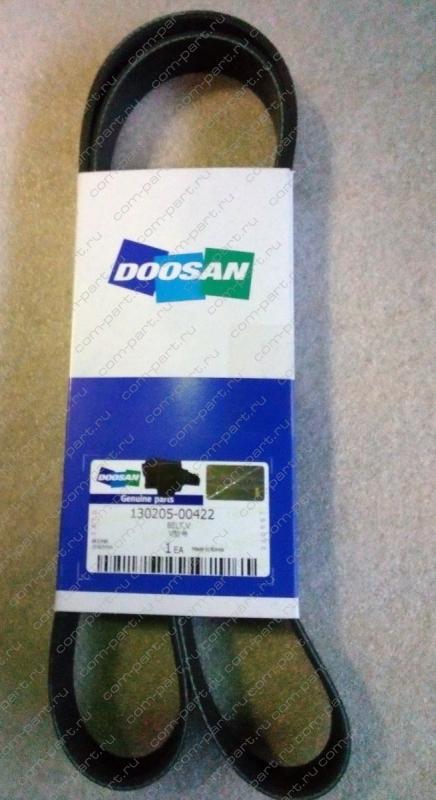 DOOSAN
DOOSAN
Genuine parts
130205-00422
BELT,V
1 EA
Made in Korea
com-part.ru